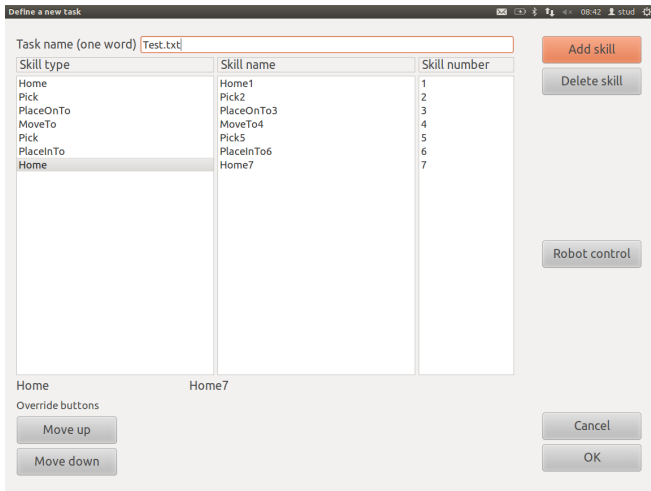 Define a new task 08:42 stud
Task name (one word) Test.txt Add skill
Skill type Skill name Skill number
Delete skill
Home Home1 1
Pick Pick2 2
PlaceOnTo PlaceOnTo3 3
MoveTo MoveTo4 4
Pick Pick5 5
PlaceInTo PlaceInTo6 6
Home Home7 7
Robot control
Home Home7
Override buttons
Move up Cancel
Move down OK